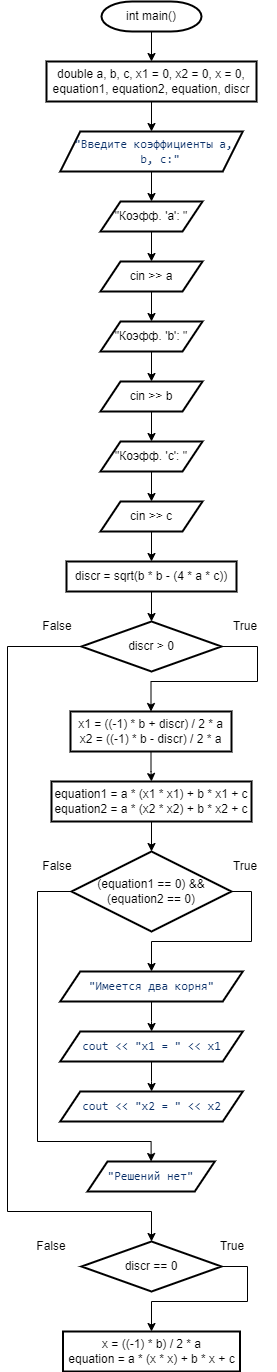 int main()
double a, b, c, x1 = 0, x2 = 0, x = 0,
equation1, equation2, equation, discr
"Введите коэффициенты a,
b, c:"
"Коэфф. 'a': "
cin >> a
"Коэфф. 'b': "
cin >> b
"Коэфф. 'c': "
cin >> c
discr = sqrt(b * b - (4 * a * c))
False
True
discr > 0
x1 = ((-1) * b + discr) / 2 * a
x2 = ((-1) * b - discr) / 2 * a
equation1 = a * (x1 * x1) + b * x1 + c
equation2 = a * (x2 * x2) + b * x2 + c
False
True
(equation1 == 0) &&
(equation2 == 0)
"Имеется два корня"
cout << "x1 = " << x1
cout << "x2 = " << x2
"Решений нет"
False
True
discr == 0
x = ((-1) * b) / 2 * a
equation = a * (x * x) + b * x + c